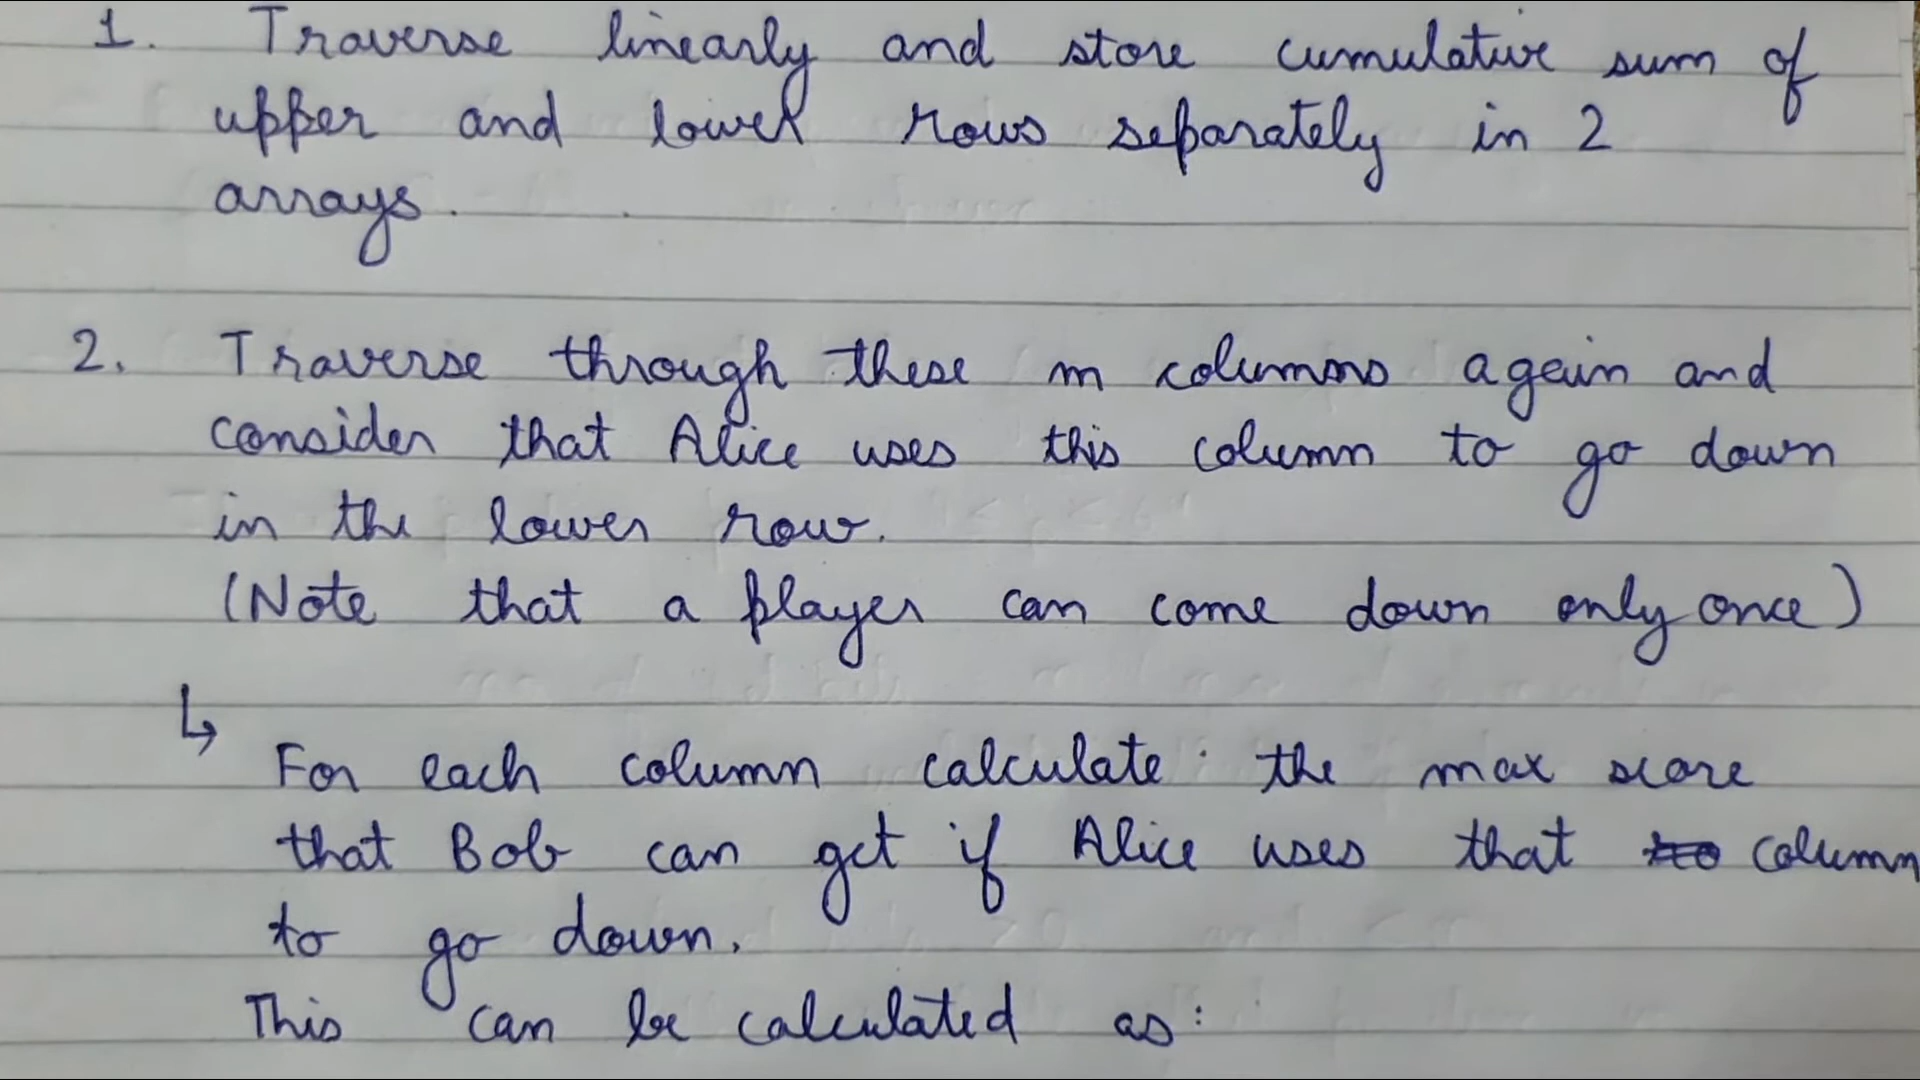 1. Traverse linearly and store cumulative sum of
upper and lower rows separately in 2
arrays.
2. Traverse through these m columns again and
consider that Alice uses this column to go down
in the lower row.
(Note that a player can come down only once)
↳
For each column calculate the max score
that Bob can get if Alice uses that column
to go down.
This can be calculated as: